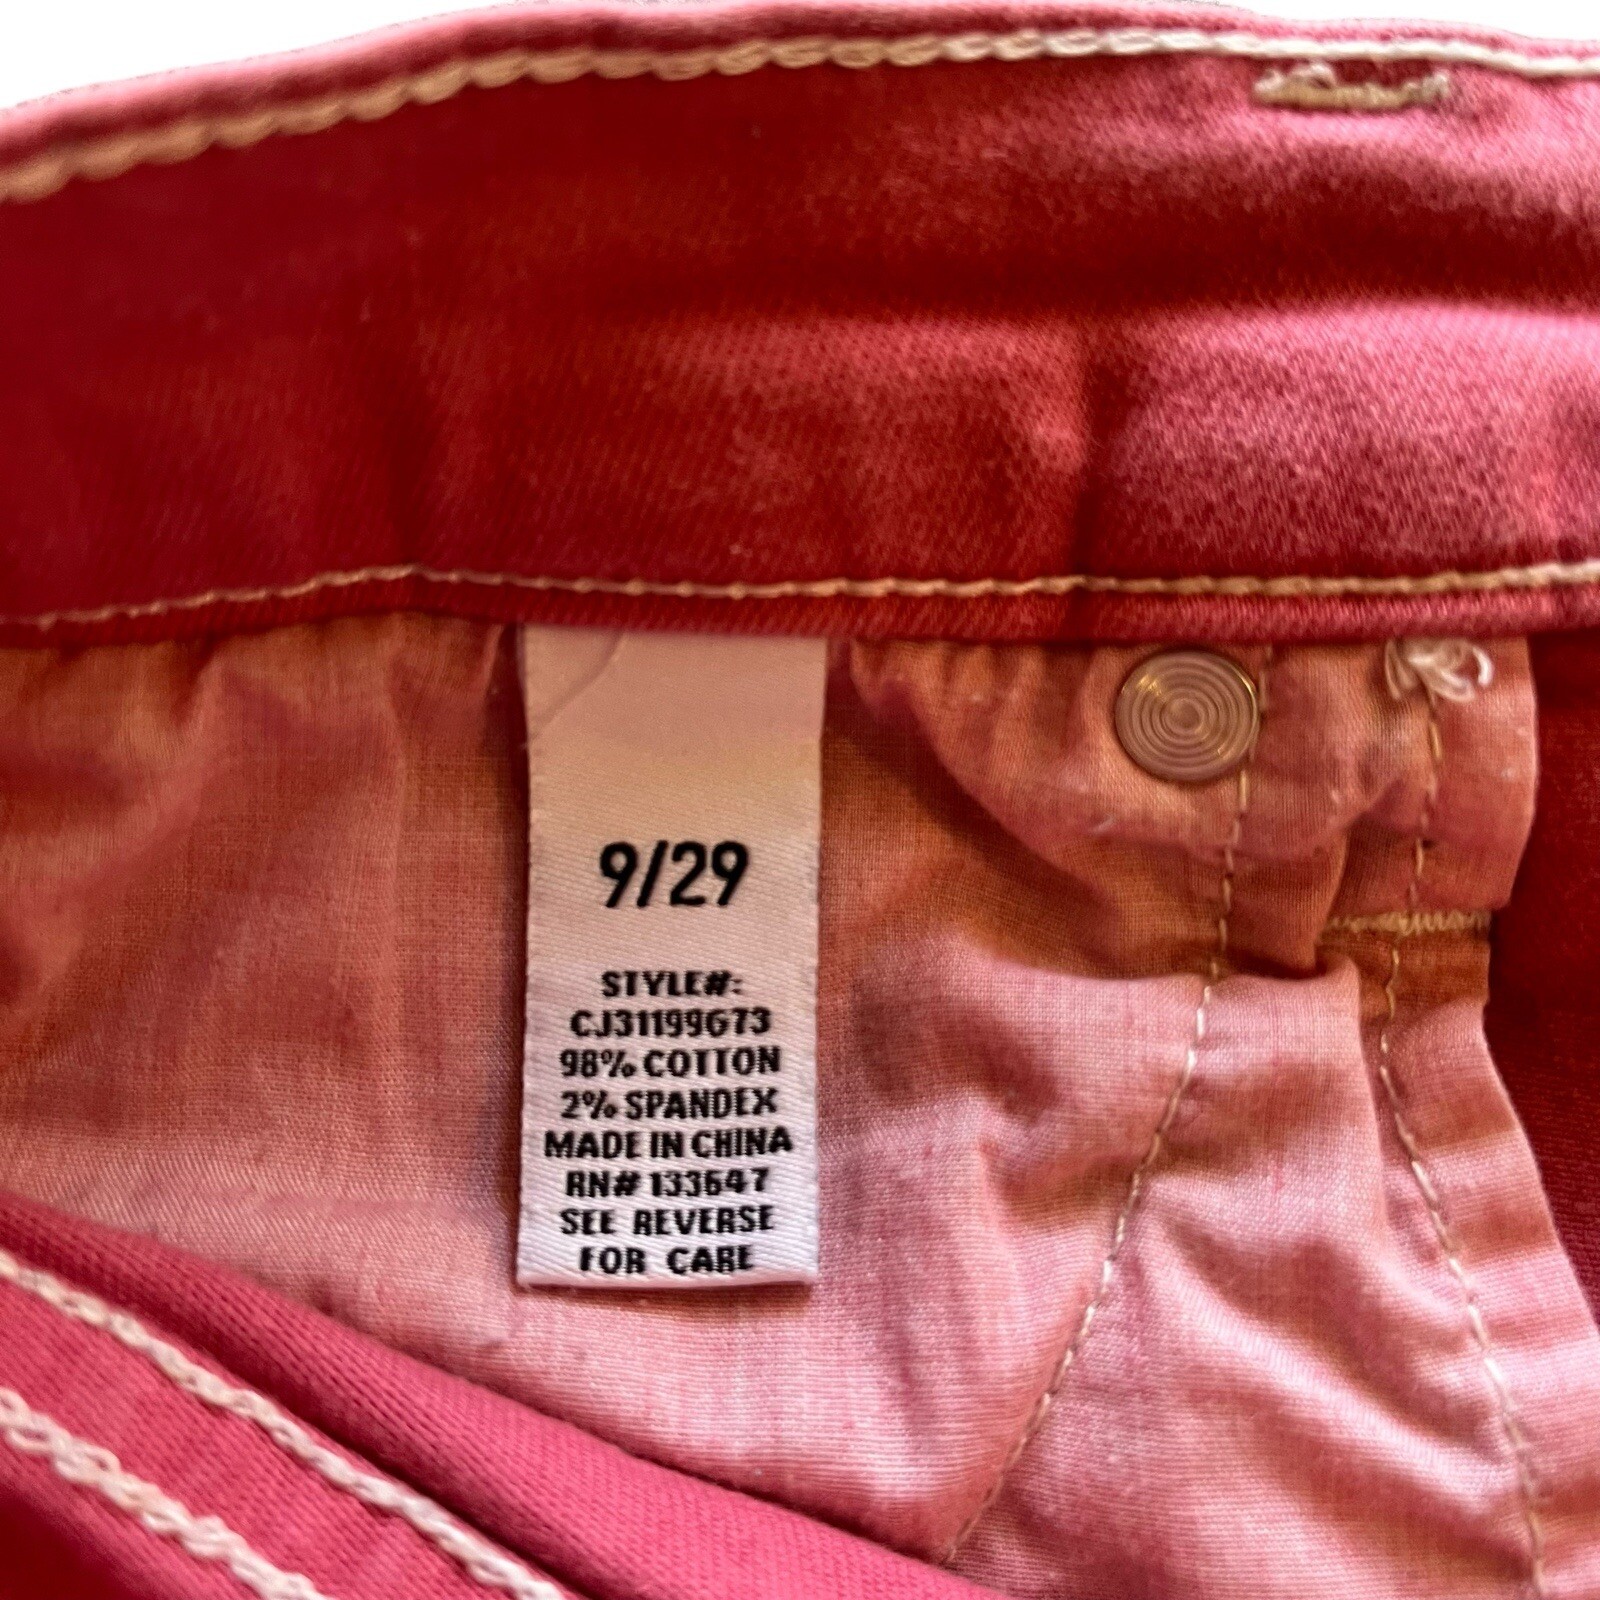 9/29
STYLE#:
CJ31199673
98% COTTON
2% SPANDEX
MADE IN CHINA
RN# 133647
SEE REVERSE
FOR CARE